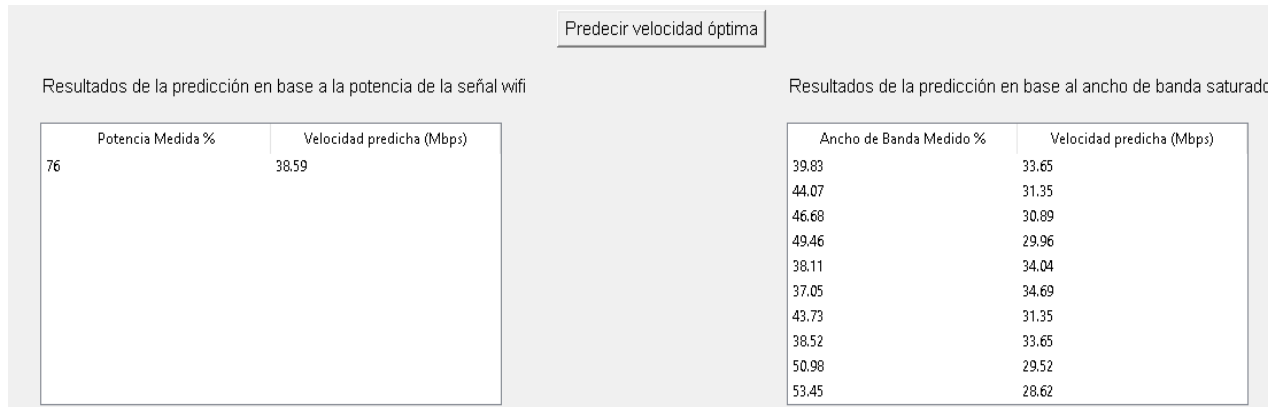 Predecir velocidad óptima
Resultados de la predicción en base a la potencia de la señal wifi
Potencia Medida % Velocidad predicha (Mbps)
76 38.59
Resultados de la predicción en base al ancho de banda saturado
Ancho de Banda Medido % Velocidad predicha (Mbps)
39.83 33.65
44.07 31.35
46.68 30.89
49.46 29.96
38.11 34.04
37.05 34.69
43.73 31.35
38.52 33.65
50.98 29.52
53.45 28.62